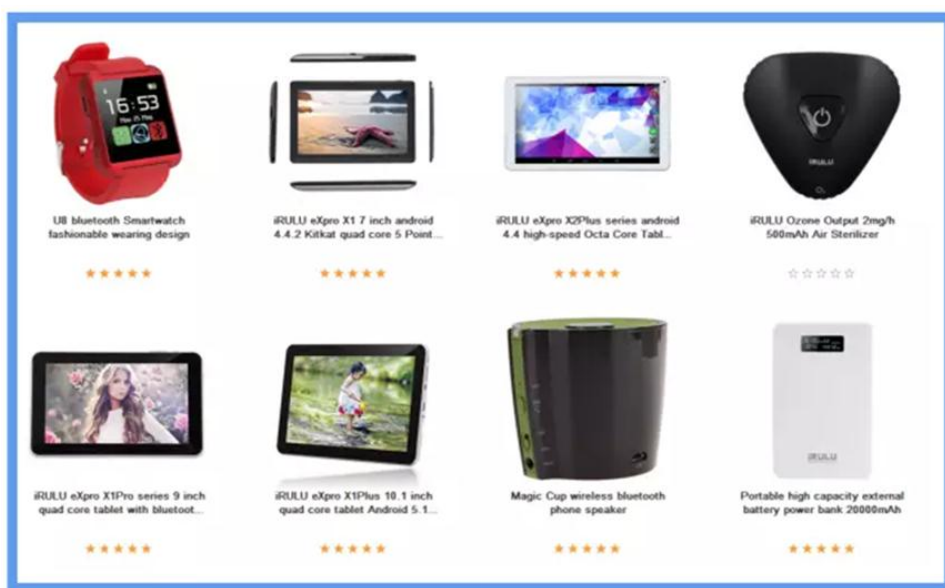 16:53
U8 bluetooth Smartwatch
fashionable wearing design
iRULU eXpro X1 7 inch android
4.4.2 Kitkat quad core 5 Point...
iRULU eXpro X2Plus series android
4.4 high-speed Octa Core Tabl...
iRULU
iRULU Ozone Output 2mg/h
500mAh Air Sterilizer
iRULU eXpro X1Pro series 9 inch
quad core tablet with bluetoot...
iRULU eXpro X1Plus 10.1 inch
quad core tablet Android 5.1...
Magic Cup wireless bluetooth
phone speaker
iRULU
Portable high capacity external
battery power bank 20000mAh